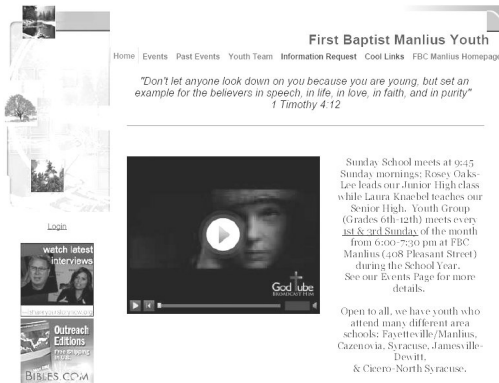 First Baptist Manlius Youth
Home Events Past Events Youth Team Information Request Cool Links FBC Manlius Homepage
"Don't let anyone look down on you because you are young, but set an
example for the believers in speech, in life, in love, in faith, and in purity"
1 Timothy 4:12
Login
watch latest
interviews
Outreach
Editions
BIBLES.COM
God Tube
BROADCAST HIM
Sunday School meets at 9:45
Sunday mornings; Rosey Oaks-
Lee leads our Junior High class
while Laura Knaebel teaches our
Senior High. Youth Group
(Grades 6th-12th) meets every
1st & 3rd Sunday of the month
from 6:00-7:30 pm at FBC
Manlius (408 Pleasant Street)
during the School Year.
See our Events Page for more
details.
Open to all, we have youth who
attend many different area
schools: Fayetteville/Manlius,
Cazenovia, Syracuse, Jamesville-
Dewitt,
& Cicero-North Syracuse.